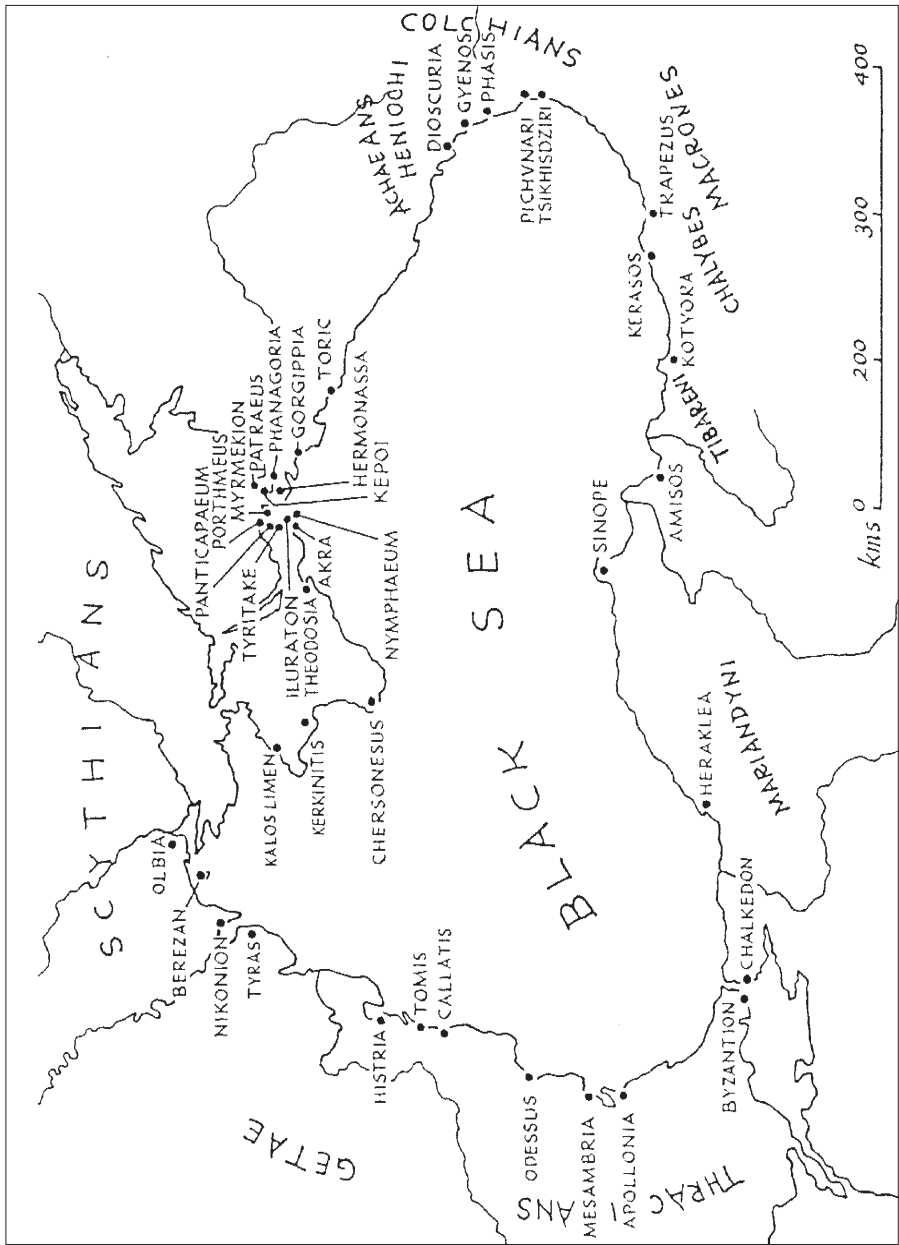 SCYTHIANS
GETAE
THRACIANS
BLACK SEA
COLCHIANS
ACHAEANS
HENIOCHI
MACRONES
CHALYBES
TIBARENI
MARIANDYNI
OLBIA
BEREZAN
NIKONION
TYRAS
HISTRIA
TOMIS
CALLATIS
ODESSUS
MESAMBRIA
APOLLONIA
BYZANTION
CHALKEDON
HERAKLEA
SINOPE
AMISOS
KOTYORA
KERASOS
TRAPEZUS
TSIKHISDZIRI
PICHVNARI
PHASIS
GYENOS
DIOSCURIA
TORIC
GORGIPPIA
PHANAGORIA
PATRAEUS
MYRMEKION
PORTHMEUS
PANTICAPAEUM
HERMONASSA
KEPOI
TYRITAKE
ILURATON
THEODOSIA
AKRA
NYMPHAEUM
KALOS LIMEN
KERKINITIS
CHERSONESUS
kms 0 200 300 400